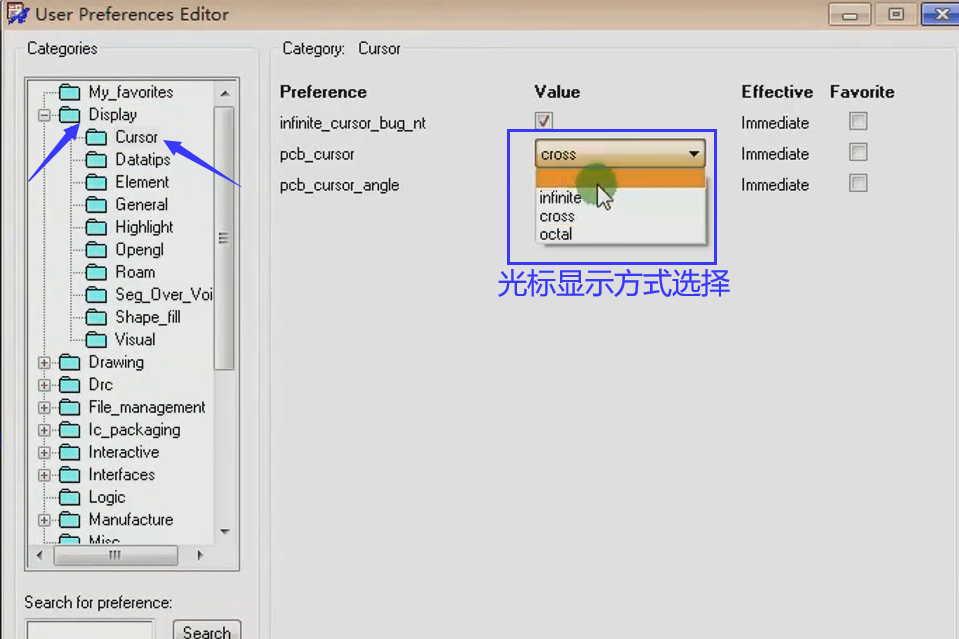 User Preferences Editor
Categories
Category: Cursor
My_favorites
Display
Cursor
Datatips
Element
General
Highlight
Opengl
Roam
Seg_Over_Voi
Shape_fill
Visual
Drawing
Drc
File_management
Ic_packaging
Interactive
Interfaces
Logic
Manufacture
Misc
Search for preference:
Search
Preference Value Effective Favorite
infinite_cursor_bug_nt Immediate
pcb_cursor cross Immediate
pcb_cursor_angle Immediate
infinite
cross
octal
光标显示方式选择